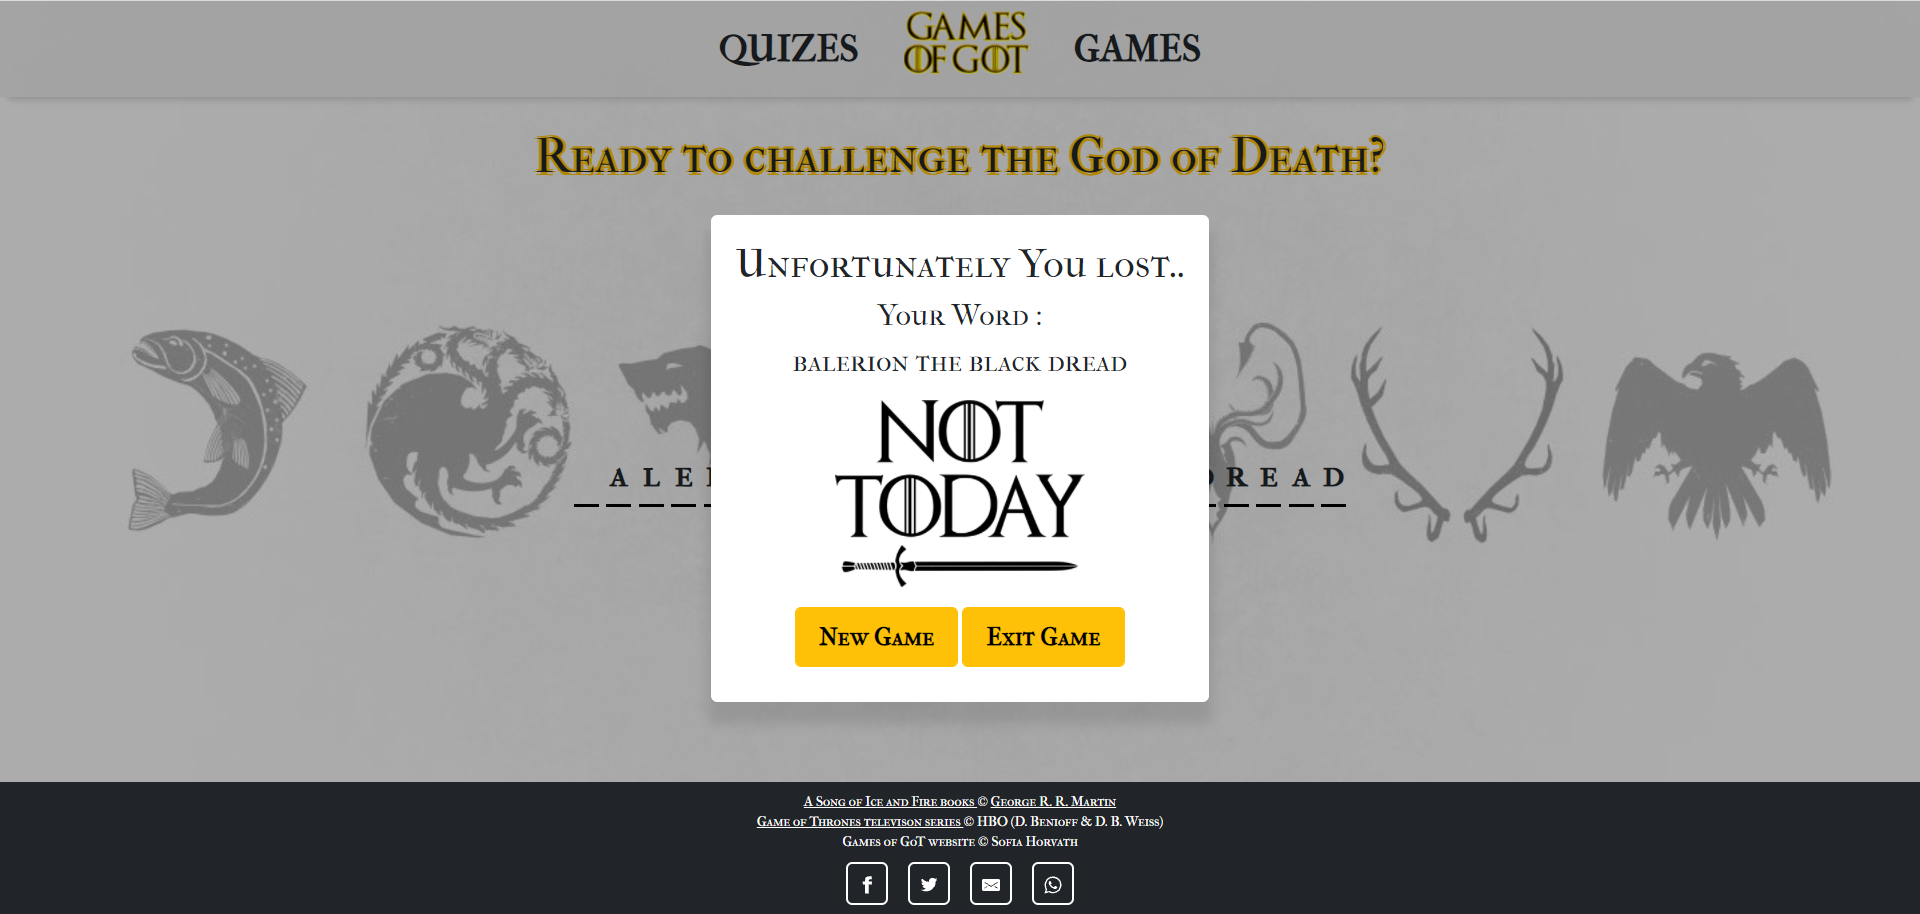 QUIZES
GAMES
OF GOT
GAMES
Ready to challenge the God of Death?
Unfortunately You lost..
Your Word :
BALERION THE BLACK DREAD
NOT
TODAY
A L E R E A D
New Game
Exit Game
A Song of Ice and Fire books © George R. R. Martin
Game of Thrones televison series © HBO (D. Benioff & D. B. Weiss)
Games of GoT website © Sofia Horvath